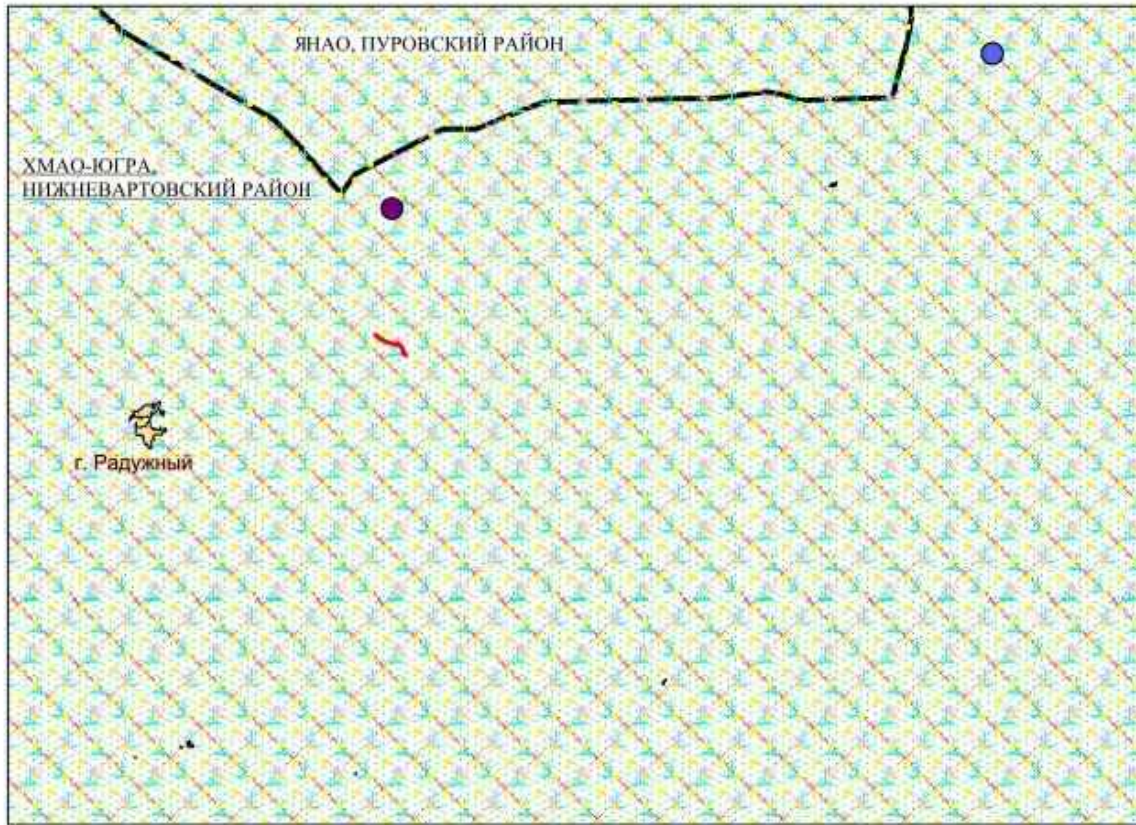 ЯНАО, ПУРОВСКИЙ РАЙОН
ХМАО-ЮГРА,
НИЖНЕВАРТОВСКИЙ РАЙОН
г. Радужный